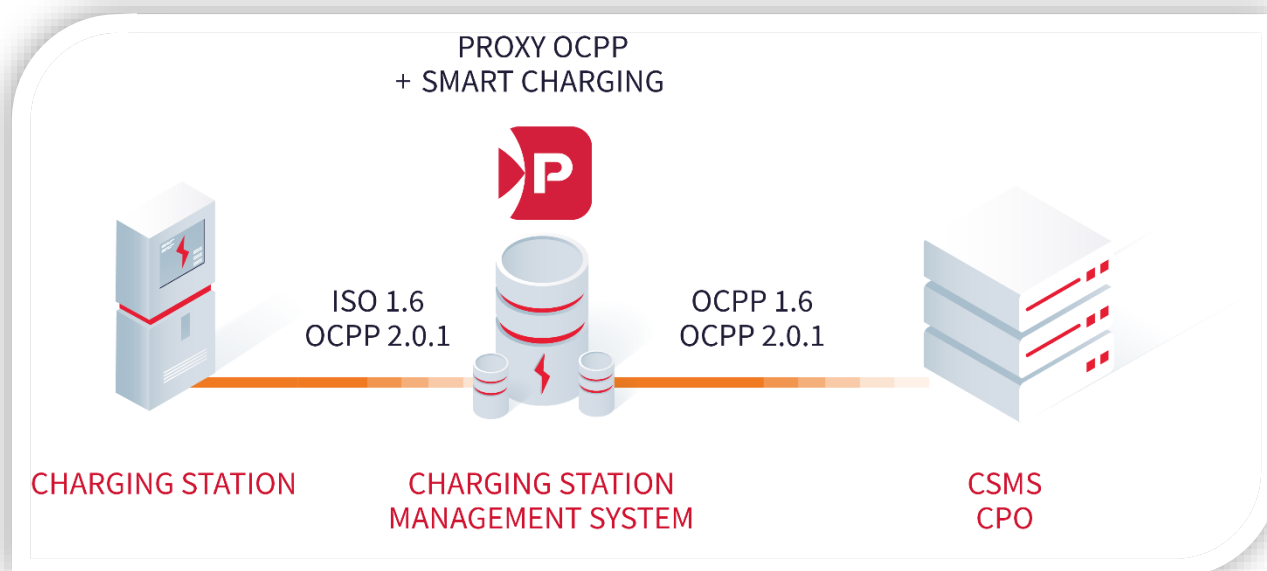 PROXY OCPP
+ SMART CHARGING
P
ISO 1.6
OCPP 2.0.1
OCPP 1.6
OCPP 2.0.1
CHARGING STATION
CHARGING STATION
MANAGEMENT SYSTEM
CSMS
CPO